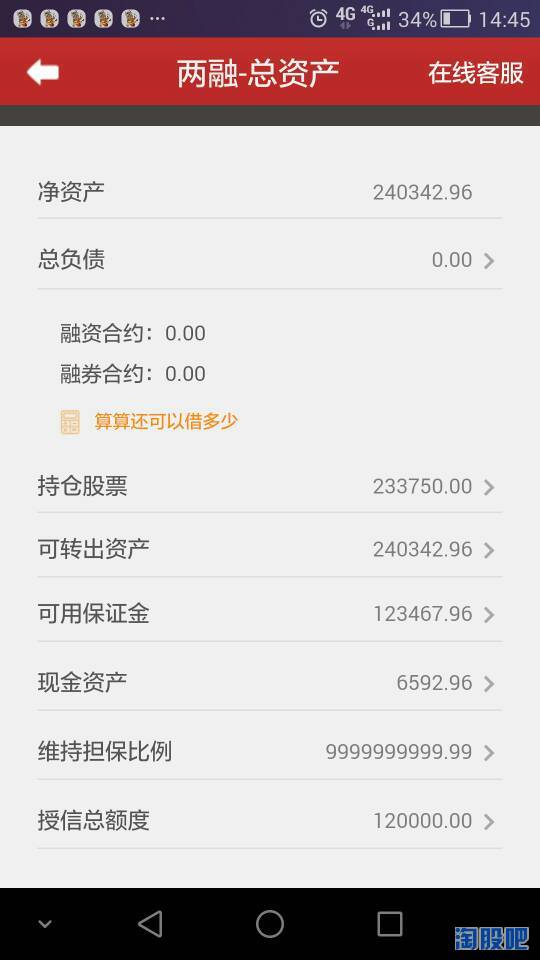 4G 4G G 34% 14:45
两融-总资产 在线客服
净资产 240342.96
总负债 0.00
融资合约：0.00
融券合约：0.00
算算还可以借多少
持仓股票 233750.00
可转出资产 240342.96
可用保证金 123467.96
现金资产 6592.96
维持担保比例 9999999999.99
授信总额度 120000.00
淘股吧